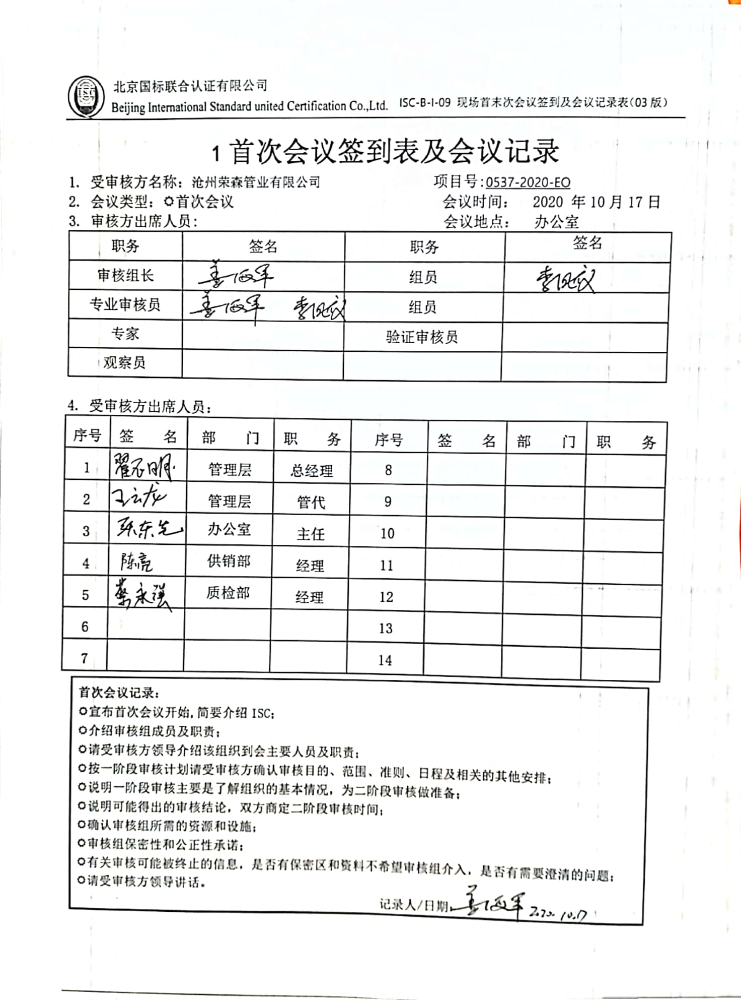 ISC
北京国标联合认证有限公司
Beijing International Standard united Certification Co.,Ltd. ISC-B-I-09 现场首末次会议签到及会议记录表(03 版)
1 首次会议签到表及会议记录
1. 受审核方名称：沧州荣森管业有限公司 项目号:0537-2020-EO
2. 会议类型：首次会议 会议时间： 2020 年 10 月 17 日
3. 审核方出席人员: 会议地点： 办公室
职务 签名 职务 签名
审核组长 组员
专业审核员 组员
专家 验证审核员
观察员
4. 受审核方出席人员：
序号 签 名 部 门 职 务 序号 签 名 部 门 职 务
1 管理层 总经理 8
2 王云龙 管理层 管代 9
3 办公室 主任 10
4 陈亮 供销部 经理 11
5 蔡永强 质检部 经理 12
6 13
7 14
首次会议记录：
宣布首次会议开始,简要介绍 ISC；
介绍审核组成员及职责；
请受审核方领导介绍该组织到会主要人员及职责；
按一阶段审核计划请受审核方确认审核目的、范围、准则、日程及相关的其他安排；
说明一阶段审核主要是了解组织的基本情况，为二阶段审核做准备；
说明可能得出的审核结论，双方商定二阶段审核时间；
确认审核组所需的资源和设施；
审核组保密性和公正性承诺；
有关审核可能被终止的信息，是否有保密区和资料不希望审核组介入，是否有需要澄清的问题；
请受审核方领导讲话。
记录人/日期： 2020.10.17